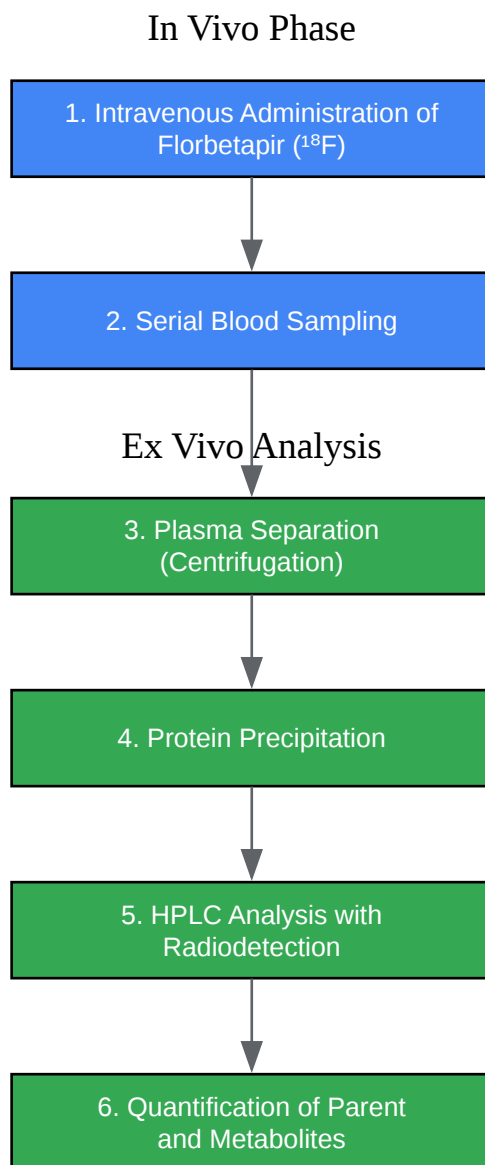 In Vivo Phase
1. Intravenous Administration of
Florbetapir (¹⁸F)
2. Serial Blood Sampling
Ex Vivo Analysis
3. Plasma Separation
(Centrifugation)
4. Protein Precipitation
5. HPLC Analysis with
Radiodetection
6. Quantification of Parent
and Metabolites